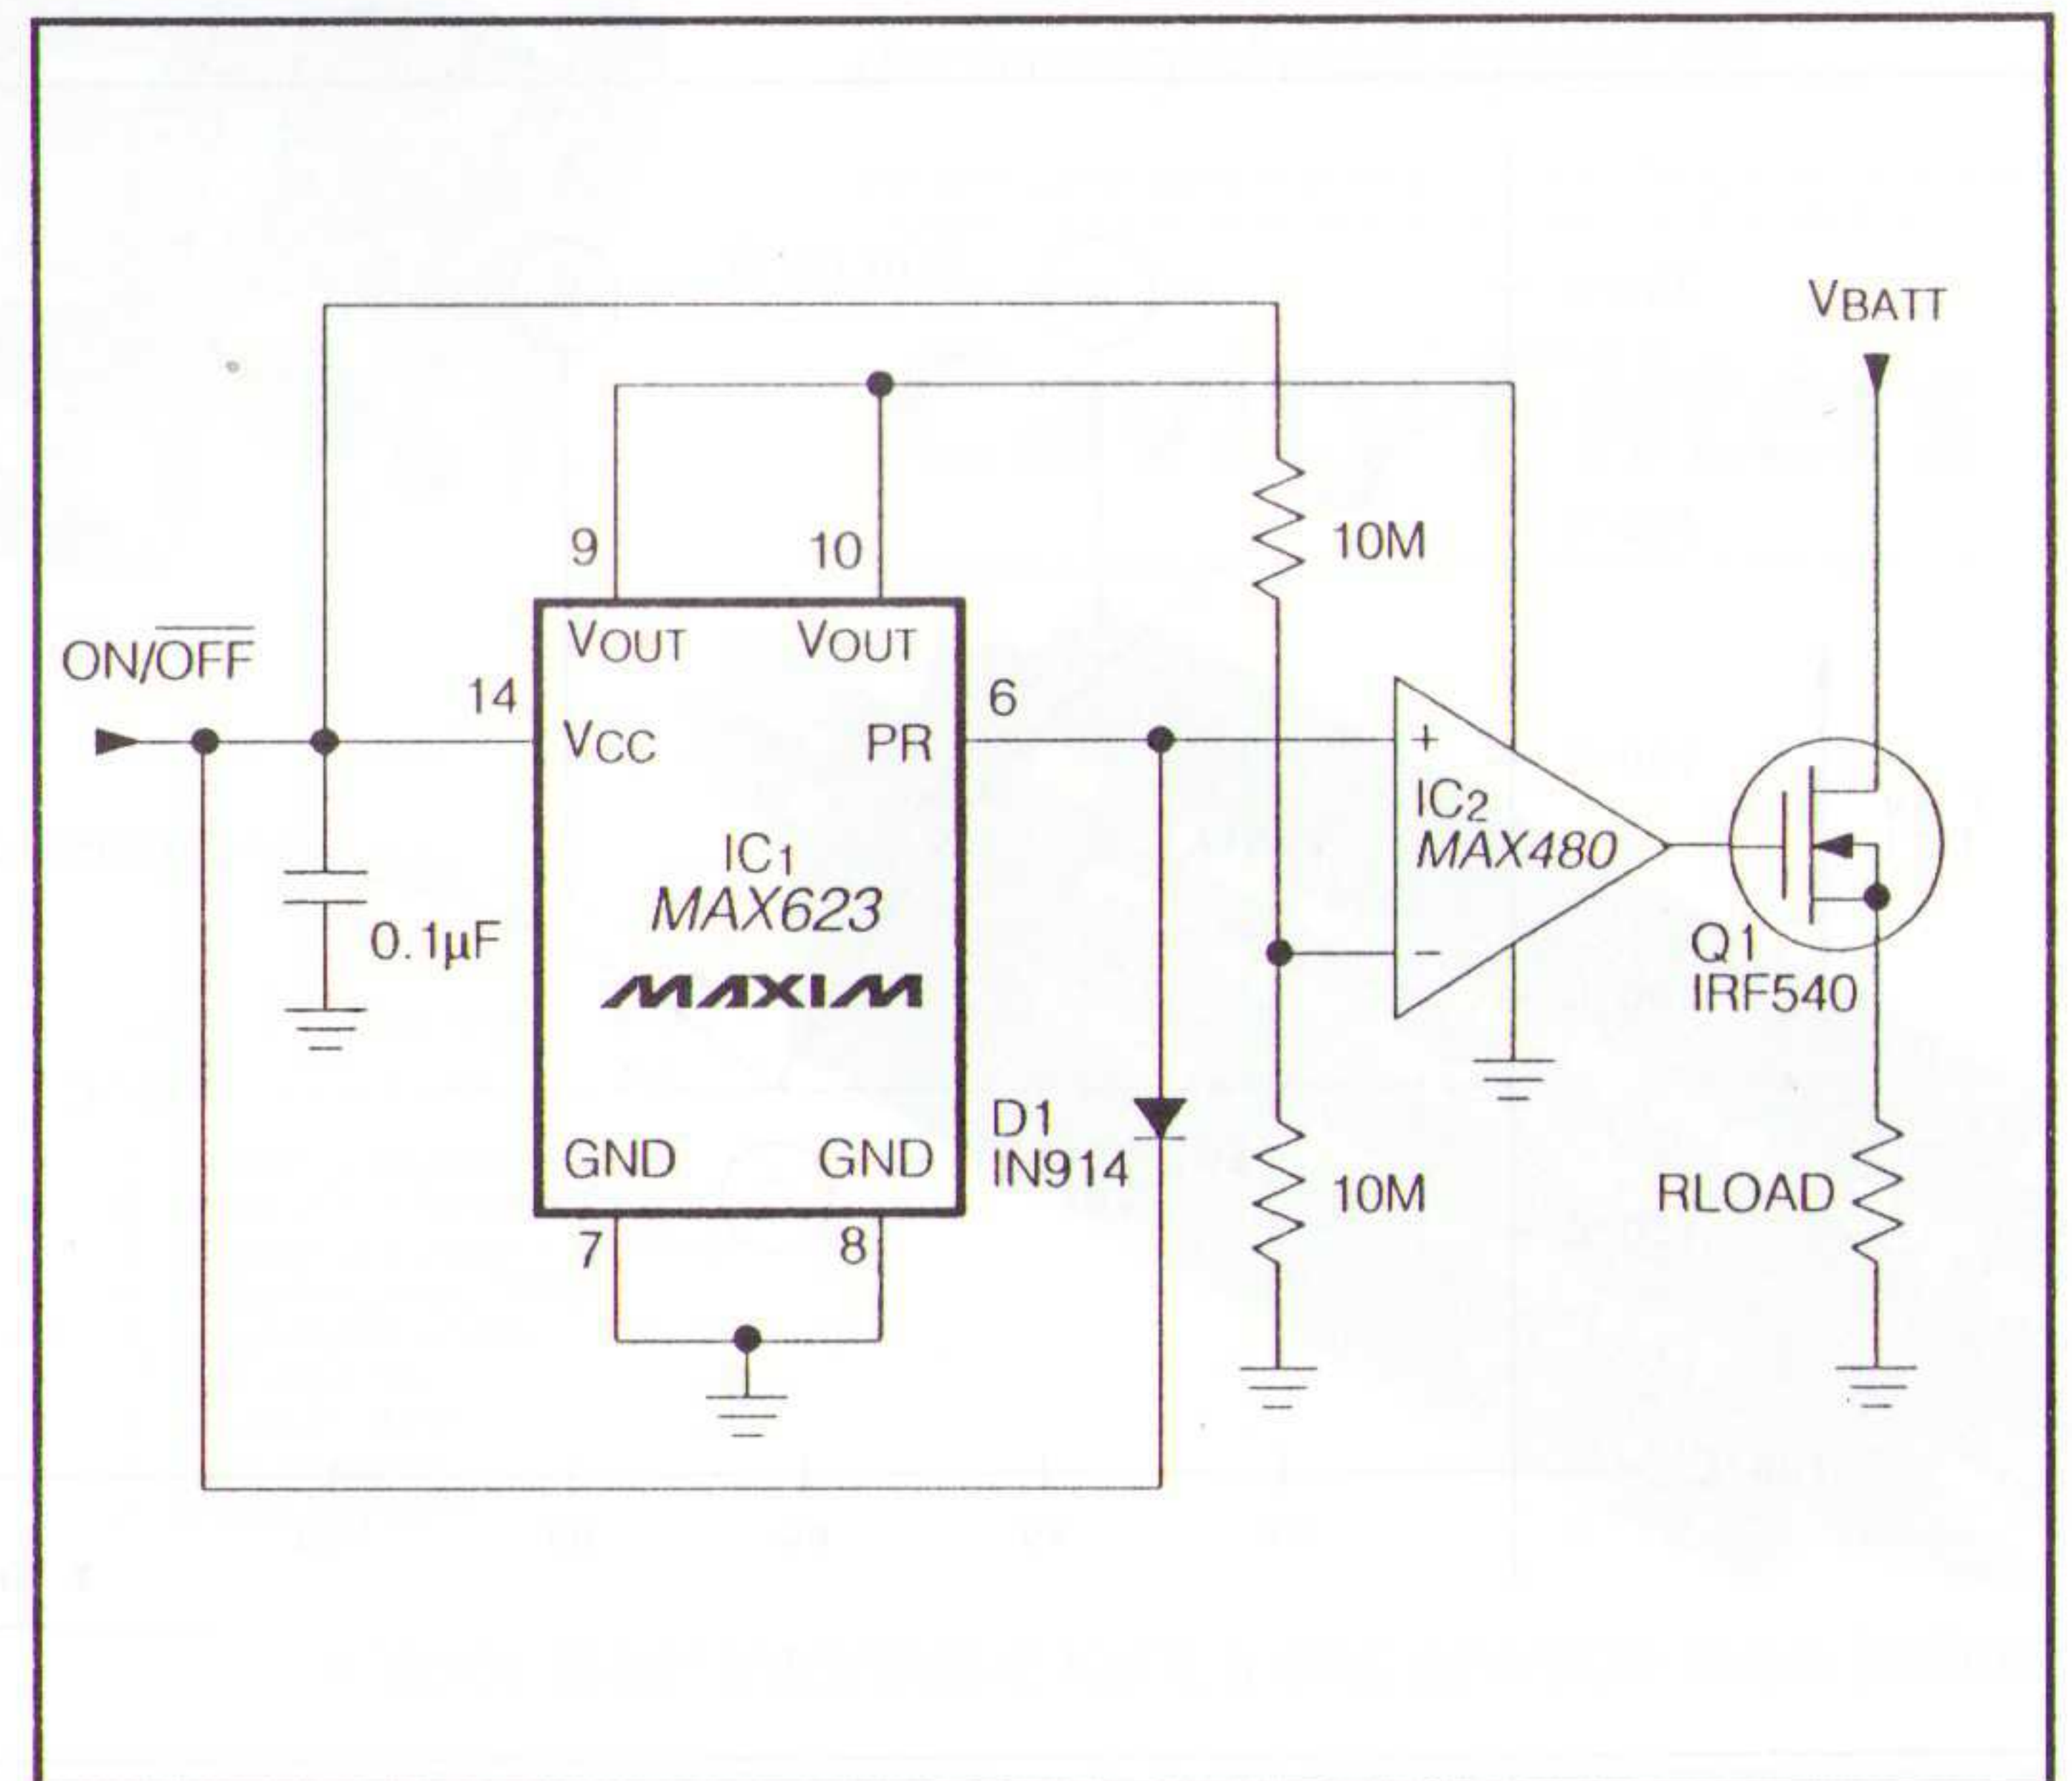 VBATT
10M
9
10
ON/OFF
VOUT
VOUT
14
6
VCC
PR
+
IC2
MAX480
IC1
MAX623
0.1µF
MAXIM
−
Q1
IRF540
D1
IN914
GND
GND
10M
RLOAD
7
8